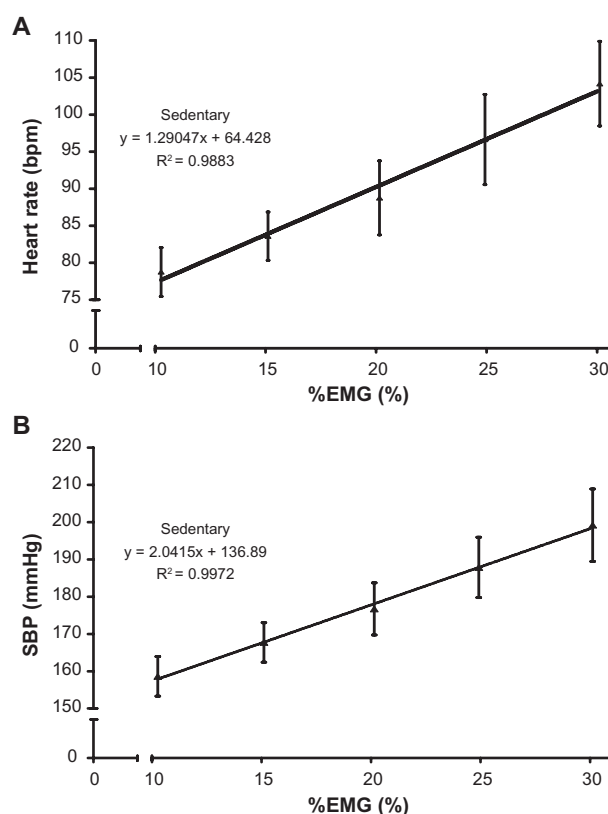 A
110
105
100
95
90
85
80
75
0
Heart rate (bpm)
Sedentary
y = 1.29047x + 64.428
R² = 0.9883
0 10 15 20 25 30
%EMG (%)
B
220
210
200
190
180
170
160
150
0
SBP (mmHg)
Sedentary
y = 2.0415x + 136.89
R² = 0.9972
0 10 15 20 25 30
%EMG (%)